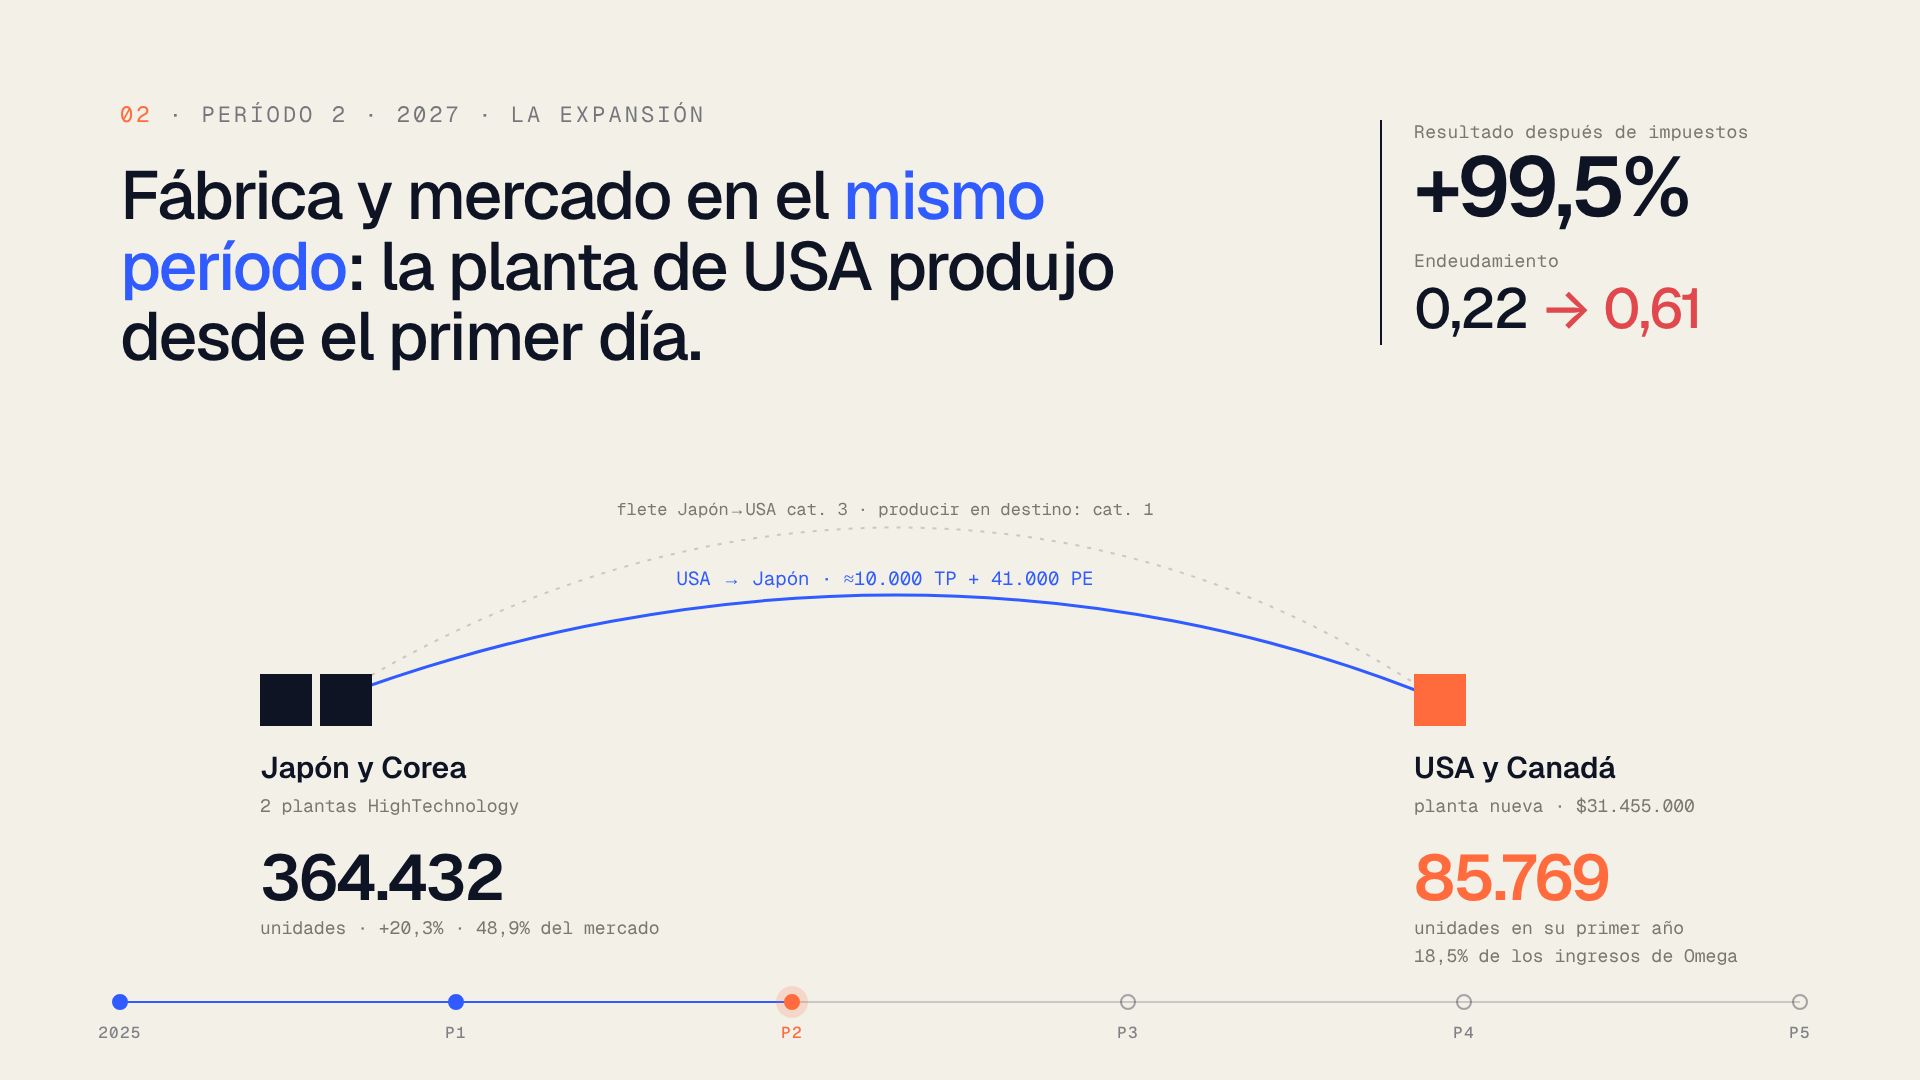 02 · PERÍODO 2 · 2027 · LA EXPANSIÓN
Fábrica y mercado en el mismo
período: la planta de USA produjo
desde el primer día.
Resultado después de impuestos
+99,5%
Endeudamiento
0,22 → 0,61
flete Japón→USA cat. 3 · producir en destino: cat. 1
USA → Japón · ≈10.000 TP + 41.000 PE
Japón y Corea
2 plantas HighTechnology
364.432
unidades · +20,3% · 48,9% del mercado
USA y Canadá
planta nueva · $31.455.000
85.769
unidades en su primer año
18,5% de los ingresos de Omega
2025
P1
P2
P3
P4
P5